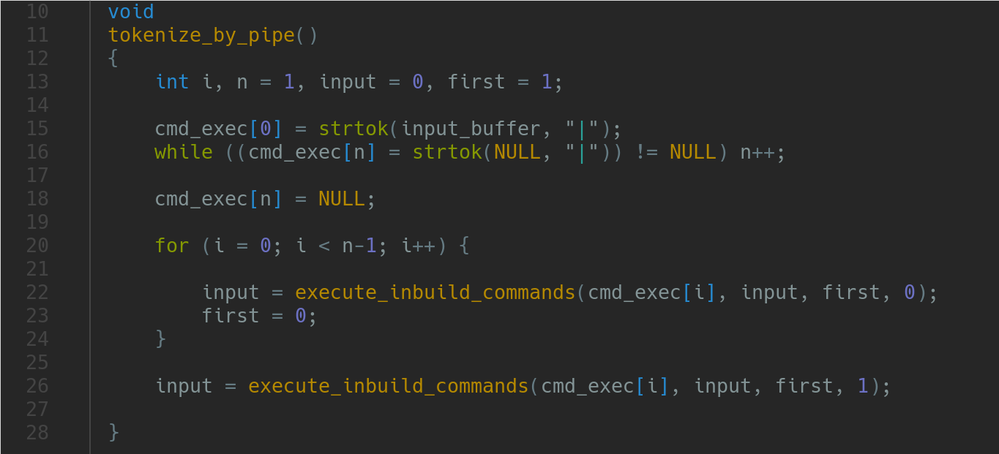 10 void
11 tokenize_by_pipe()
12 {
13     int i, n = 1, input = 0, first = 1;
14
15     cmd_exec[0] = strtok(input_buffer, "|");
16     while ((cmd_exec[n] = strtok(NULL, "|")) != NULL) n++;
17
18     cmd_exec[n] = NULL;
19
20     for (i = 0; i < n-1; i++) {
21
22         input = execute_inbuild_commands(cmd_exec[i], input, first, 0);
23         first = 0;
24     }
25
26     input = execute_inbuild_commands(cmd_exec[i], input, first, 1);
27
28 }